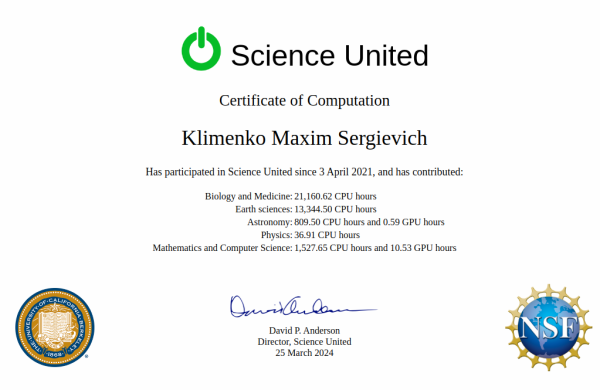 Science United
Certificate of Computation
Klimenko Maxim Sergievich
Has participated in Science United since 3 April 2021, and has contributed:
Biology and Medicine: 21,160.62 CPU hours
Earth sciences: 13,344.50 CPU hours
Astronomy: 809.50 CPU hours and 0.59 GPU hours
Physics: 36.91 CPU hours
Mathematics and Computer Science: 1,527.65 CPU hours and 10.53 GPU hours
THE UNIVERSITY OF CALIFORNIA BERKELEY
1868
David P. Anderson
Director, Science United
25 March 2024
NSF